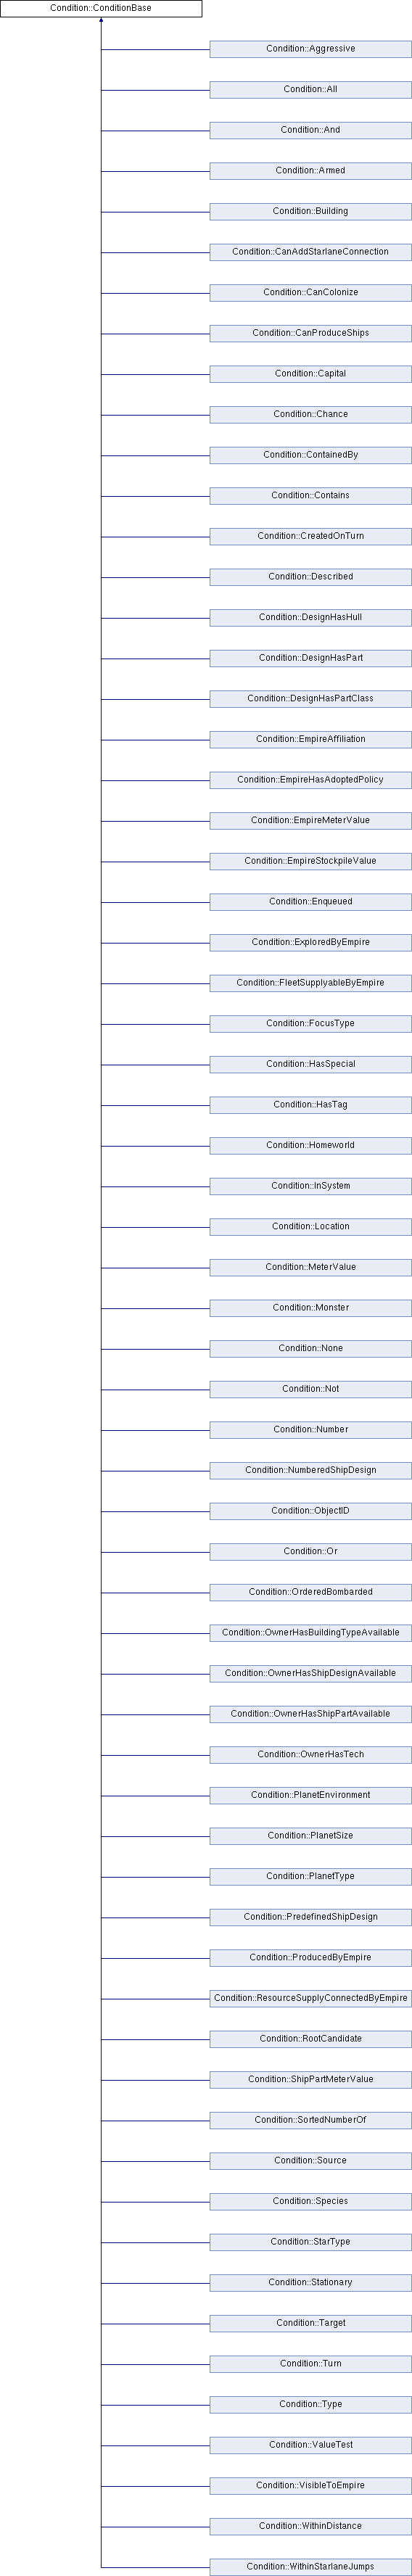 Condition::ConditionBase
Condition::Aggressive
Condition::All
Condition::And
Condition::Armed
Condition::Building
Condition::CanAddStarlaneConnection
Condition::CanColonize
Condition::CanProduceShips
Condition::Capital
Condition::Chance
Condition::ContainedBy
Condition::Contains
Condition::CreatedOnTurn
Condition::Described
Condition::DesignHasHull
Condition::DesignHasPart
Condition::DesignHasPartClass
Condition::EmpireAffiliation
Condition::EmpireHasAdoptedPolicy
Condition::EmpireMeterValue
Condition::EmpireStockpileValue
Condition::Enqueued
Condition::ExploredByEmpire
Condition::FleetSupplyableByEmpire
Condition::FocusType
Condition::HasSpecial
Condition::HasTag
Condition::Homeworld
Condition::InSystem
Condition::Location
Condition::MeterValue
Condition::Monster
Condition::None
Condition::Not
Condition::Number
Condition::NumberedShipDesign
Condition::ObjectID
Condition::Or
Condition::OrderedBombarded
Condition::OwnerHasBuildingTypeAvailable
Condition::OwnerHasShipDesignAvailable
Condition::OwnerHasShipPartAvailable
Condition::OwnerHasTech
Condition::PlanetEnvironment
Condition::PlanetSize
Condition::PlanetType
Condition::PredefinedShipDesign
Condition::ProducedByEmpire
Condition::ResourceSupplyConnectedByEmpire
Condition::RootCandidate
Condition::ShipPartMeterValue
Condition::SortedNumberOf
Condition::Source
Condition::Species
Condition::StarType
Condition::Stationary
Condition::Target
Condition::Turn
Condition::Type
Condition::ValueTest
Condition::VisibleToEmpire
Condition::WithinDistance
Condition::WithinStarlaneJumps